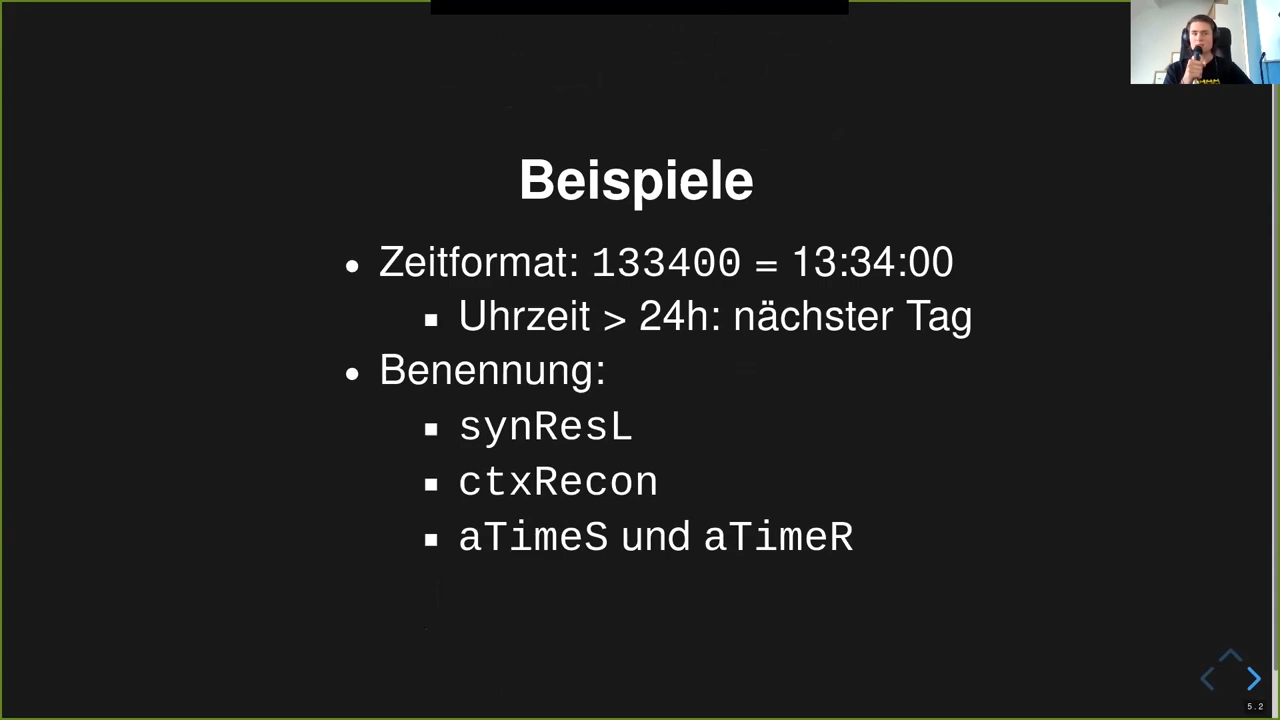 Beispiele
Zeitformat: 133400 = 13:34:00
Uhrzeit > 24h: nächster Tag
Benennung:
synResL
ctxRecon
aTimeS und aTimeR
5.2